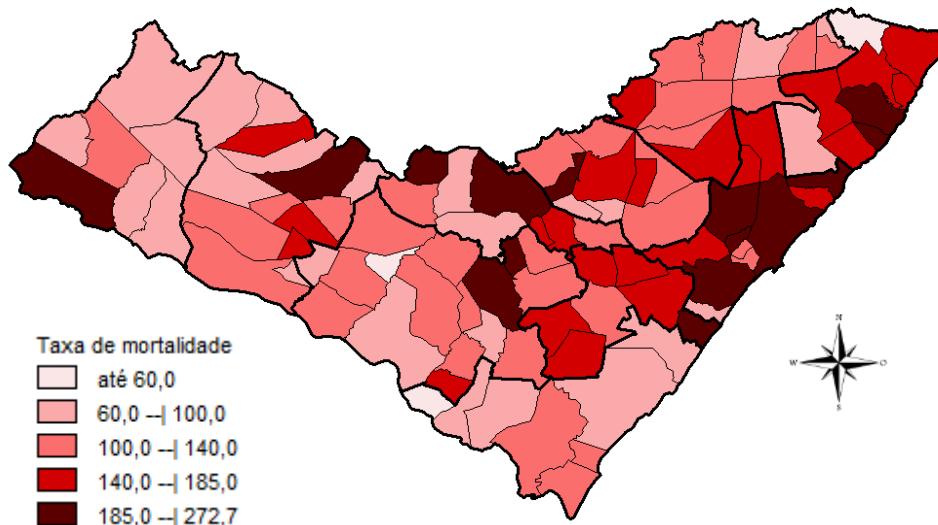 Taxa de mortalidade
até 60,0
60,0 --| 100,0
100,0 --| 140,0
140,0 --| 185,0
185,0 --| 272,7
N
W
O
S